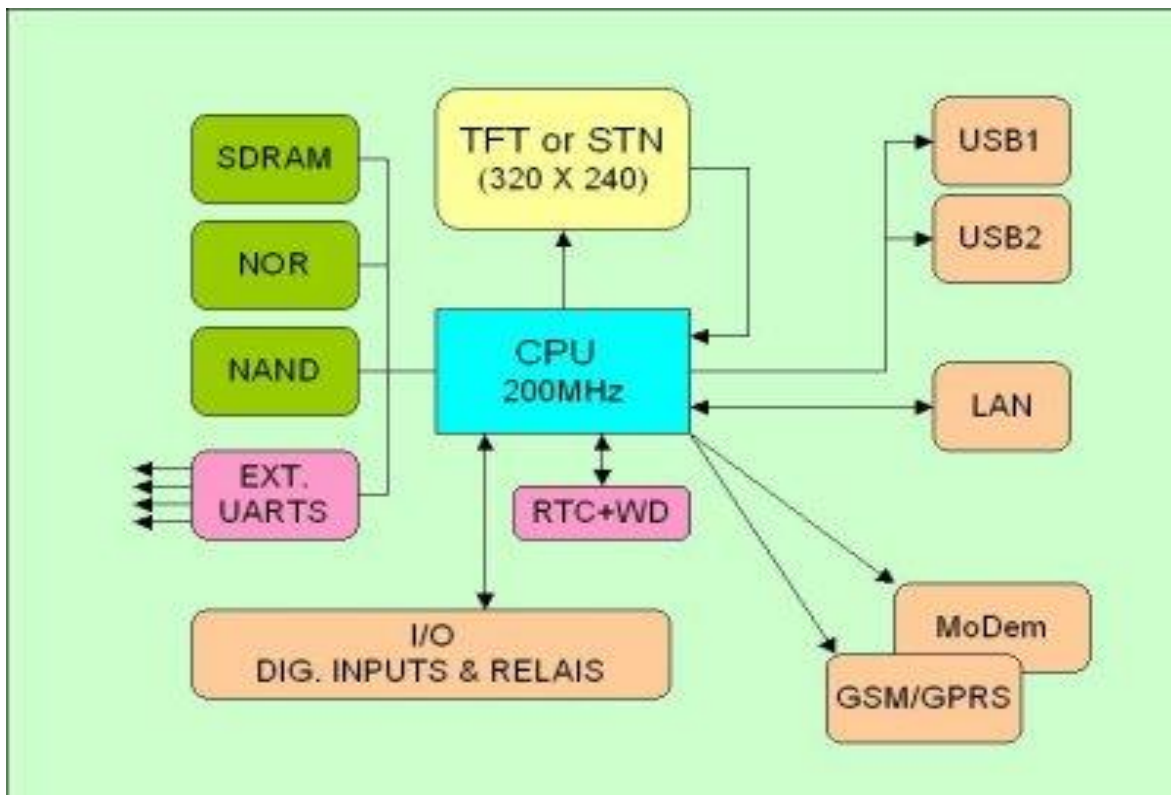 SDRAM
TFT or STN
(320 X 240)
USB1
NOR
USB2
NAND
CPU
200MHz
LAN
EXT.
UARTS
RTC+WD
I/O
DIG. INPUTS & RELAIS
MoDem
GSM/GPRS